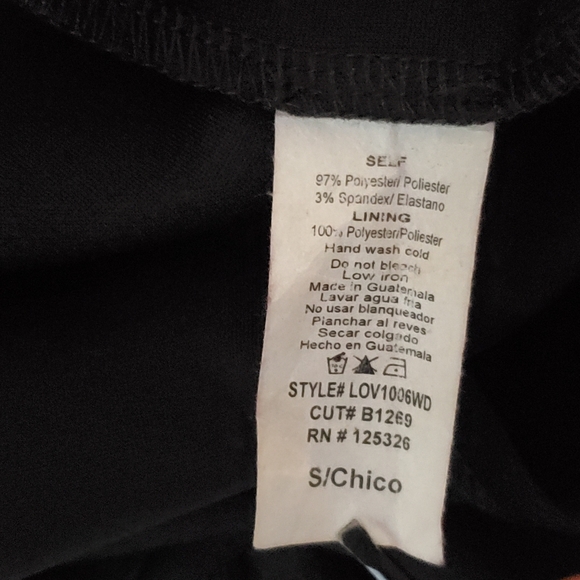 SELF
97% Polyester/ Poliester
3% Spandex/ Elastano
LINING
100% Polyester/Poliester
Hand wash cold
Do not bleach
Low iron
Made in Guatemala
Lavar agua fria
No usar blanqueador
Planchar al reves
Secar colgado
Hecho en Guatemala
STYLE# LOV1006WD
CUT# B1269
RN # 125326
S/Chico